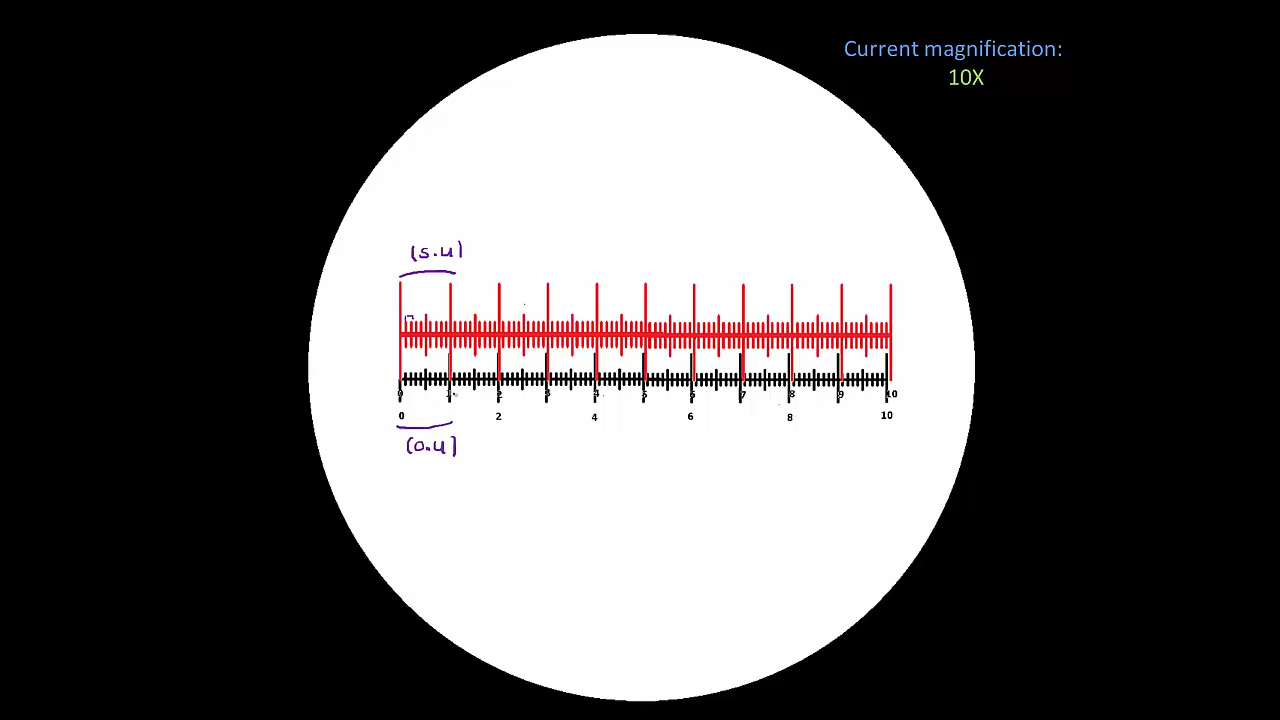 Current magnification:
10X
(s.u)
0 1 2 3 4 5 6 7 8 9 10
0 2 4 6 8 10
(o.u)